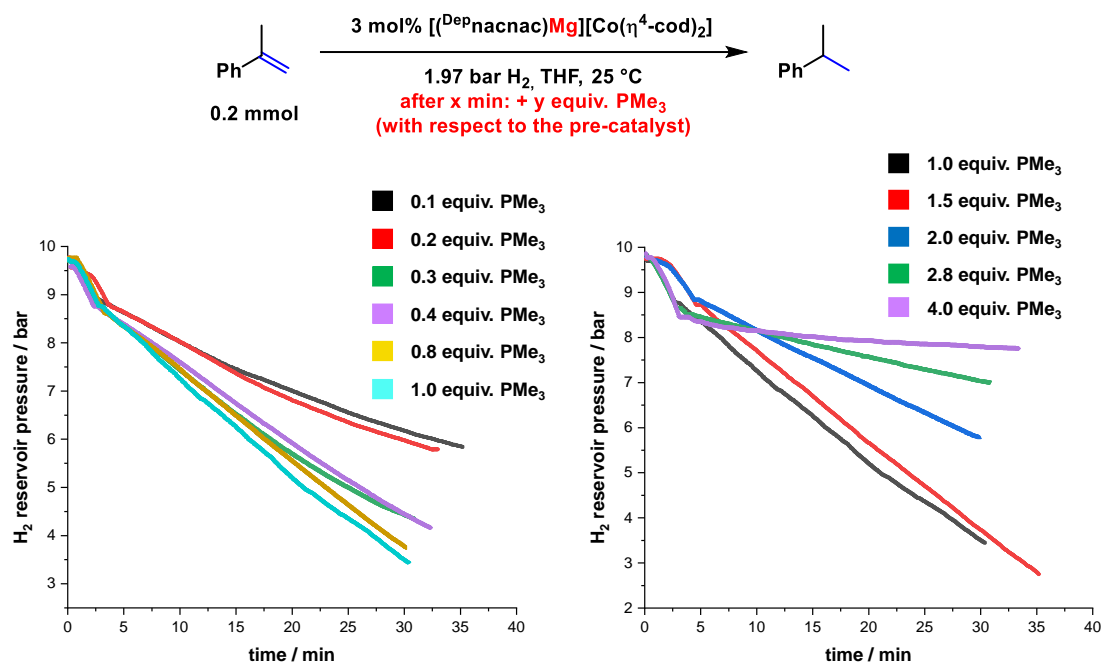 3 mol% [(ᴰᵉᵖnacnac)Mg][Co(η⁴-cod)₂]
Ph
1.97 bar H₂, THF, 25 °C
Ph
0.2 mmol
after x min: + y equiv. PMe₃
(with respect to the pre-catalyst)
0.1 equiv. PMe₃
0.2 equiv. PMe₃
0.3 equiv. PMe₃
0.4 equiv. PMe₃
0.8 equiv. PMe₃
1.0 equiv. PMe₃
10
9
8
7
6
5
4
3
H₂ reservoir pressure / bar
0 5 10 15 20 25 30 35 40
time / min
1.0 equiv. PMe₃
1.5 equiv. PMe₃
2.0 equiv. PMe₃
2.8 equiv. PMe₃
4.0 equiv. PMe₃
10
9
8
7
6
5
4
3
2
H₂ reservoir pressure / bar
0 5 10 15 20 25 30 35 40
time / min